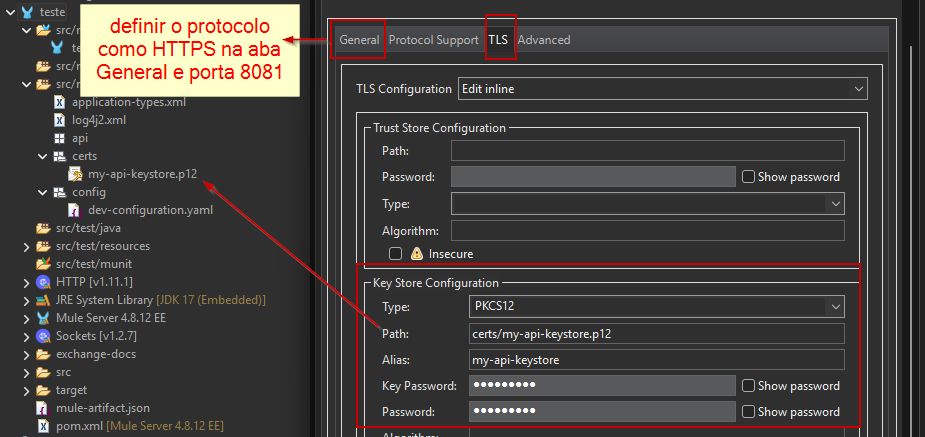 teste
src/r
te
src/r
src/r
application-types.xml
log4j2.xml
api
certs
my-api-keystore.p12
config
dev-configuration.yaml
src/test/java
src/test/resources
src/test/munit
HTTP [v1.11.1]
JRE System Library [JDK 17 (Embedded)]
Mule Server 4.8.12 EE
Sockets [v1.2.7]
exchange-docs
src
target
mule-artifact.json
pom.xml [Mule Server 4.8.12 EE]
definir o protocolo
como HTTPS na aba
General e porta 8081
General Protocol Support TLS Advanced
TLS Configuration Edit inline
Trust Store Configuration
Path:
Password: Show password
Type:
Algorithm:
Insecure
Key Store Configuration
Type: PKCS12
Path: certs/my-api-keystore.p12
Alias: my-api-keystore
Key Password: ••••••••• Show password
Password: ••••••••• Show password
Algorithm: